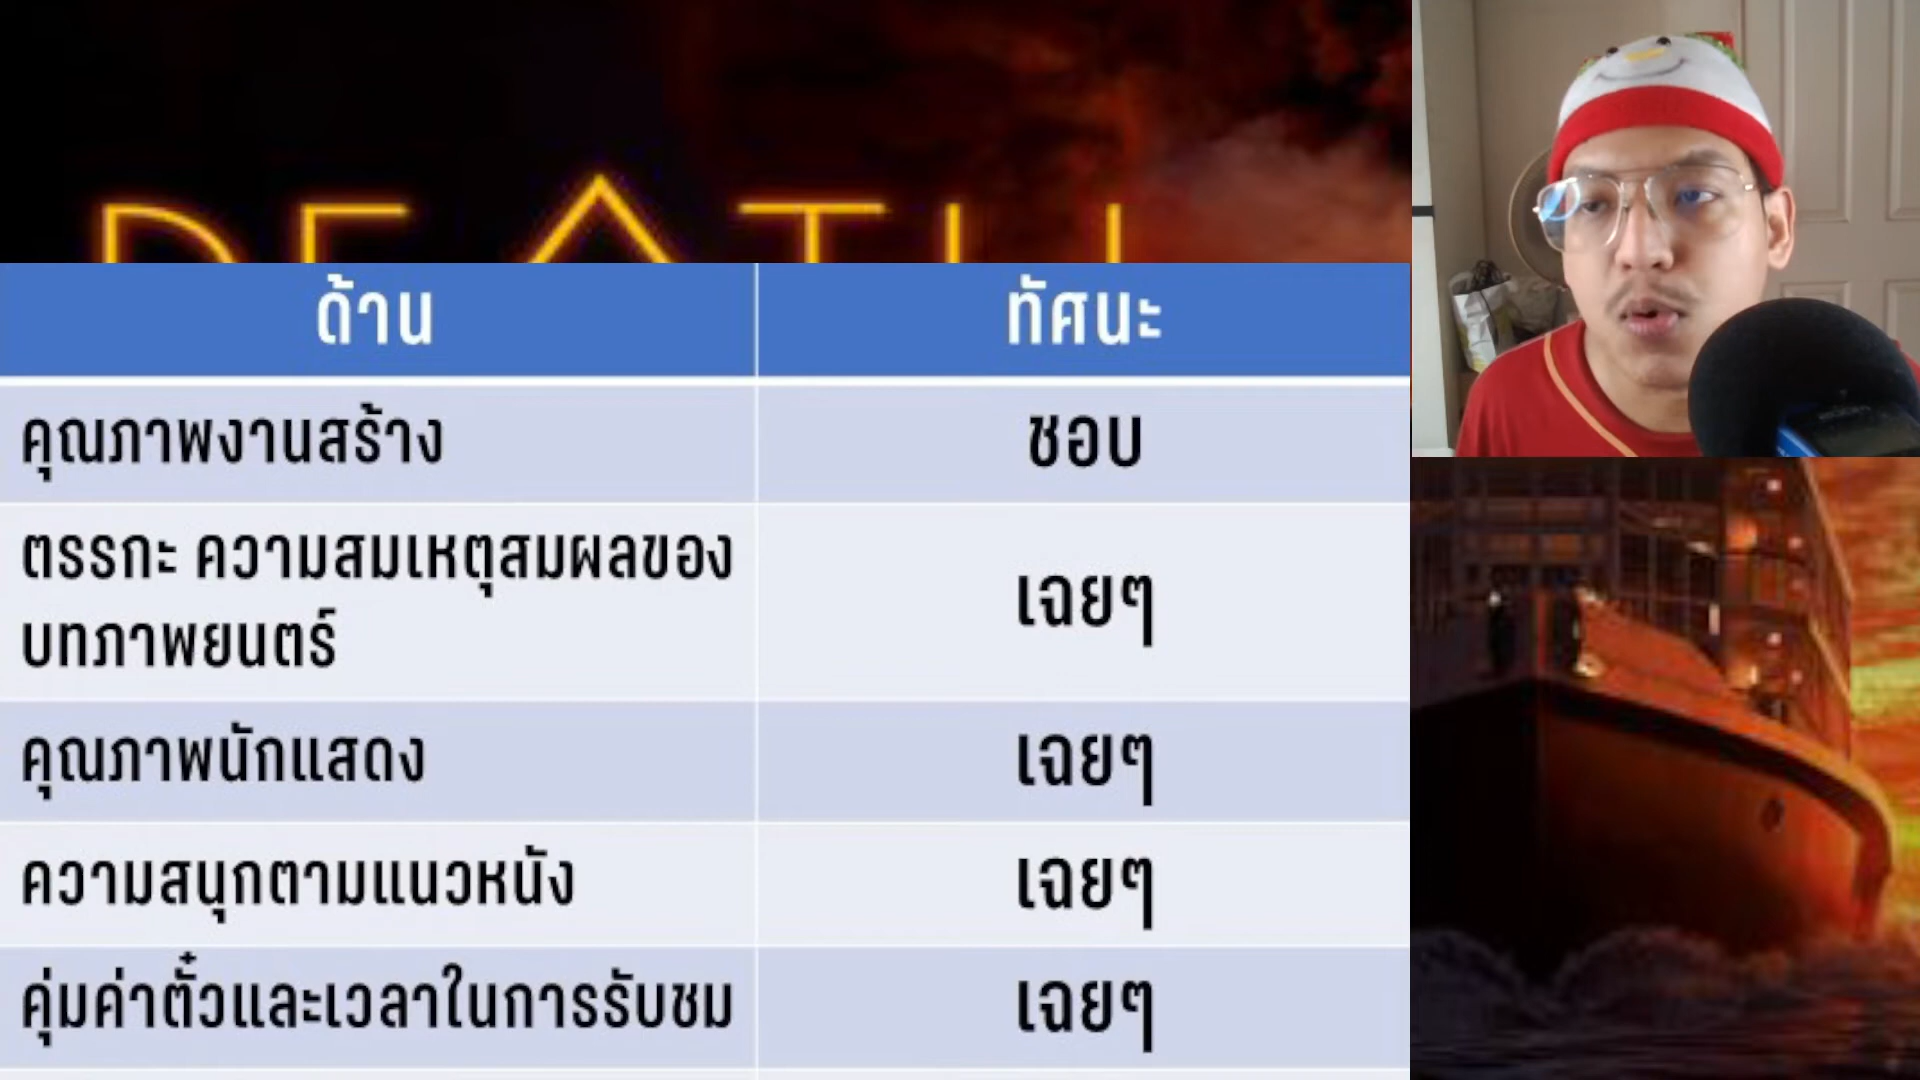 DEATH
ด้าน
ทัศนะ
คุณภาพงานสร้าง
ชอบ
ตรรกะ ความสมเหตุสมผลของ
บทภาพยนตร์
เฉยๆ
คุณภาพนักแสดง
เฉยๆ
ความสนุกตามแนวหนัง
เฉยๆ
คุ่มค่าตั๋วและเวลาในการรับชม
เฉยๆ